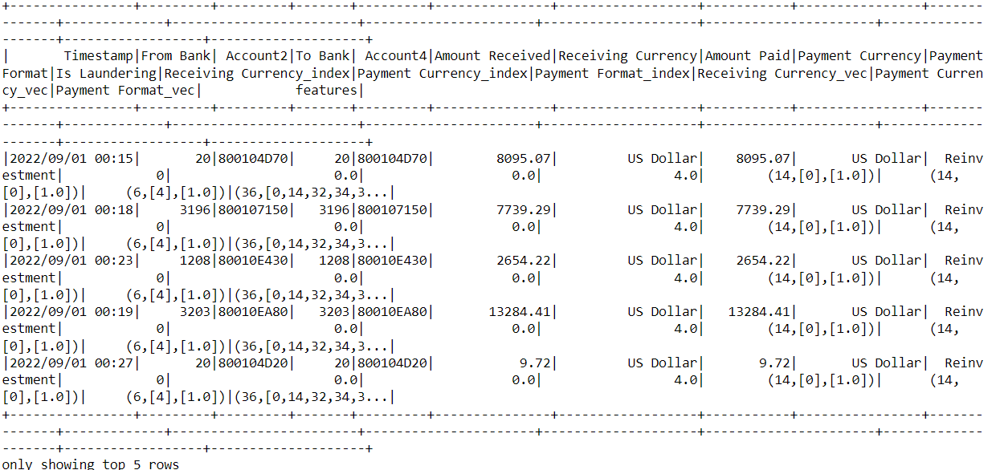 +---------------+---------+---------+-------+---------+---------------+------------------+-----------+----------------+-------
-------+-------------+-----------------------+---------------------+--------------------+---------------------+-------------
-------+------------------+--------------------+
|       Timestamp|From Bank| Account2|To Bank| Account4|Amount Received|Receiving Currency|Amount Paid|Payment Currency|Payment
Format|Is Laundering|Receiving Currency_index|Payment Currency_index|Payment Format_index|Receiving Currency_vec|Payment Curren
cy_vec|Payment Format_vec|            features|
+---------------+---------+---------+-------+---------+---------------+------------------+-----------+----------------+-------
-------+-------------+-----------------------+---------------------+--------------------+---------------------+-------------
-------+------------------+--------------------+
|2022/09/01 00:15|       20|800104D70|     20|800104D70|        8095.07|         US Dollar|    8095.07|       US Dollar|  Reinv
estment|            0|                     0.0|                   0.0|                 4.0|        (14,[0],[1.0])|      (14,
[0],[1.0])|     (6,[4],[1.0])|(36,[0,14,32,34,3...|
|2022/09/01 00:18|     3196|800107150|   3196|800107150|        7739.29|         US Dollar|    7739.29|       US Dollar|  Reinv
estment|            0|                     0.0|                   0.0|                 4.0|        (14,[0],[1.0])|      (14,
[0],[1.0])|     (6,[4],[1.0])|(36,[0,14,32,34,3...|
|2022/09/01 00:23|     1208|80010E430|   1208|80010E430|        2654.22|         US Dollar|    2654.22|       US Dollar|  Reinv
estment|            0|                     0.0|                   0.0|                 4.0|        (14,[0],[1.0])|      (14,
[0],[1.0])|     (6,[4],[1.0])|(36,[0,14,32,34,3...|
|2022/09/01 00:19|     3203|80010EA80|   3203|80010EA80|       13284.41|         US Dollar|   13284.41|       US Dollar|  Reinv
estment|            0|                     0.0|                   0.0|                 4.0|        (14,[0],[1.0])|      (14,
[0],[1.0])|     (6,[4],[1.0])|(36,[0,14,32,34,3...|
|2022/09/01 00:27|       20|800104D20|     20|800104D20|           9.72|         US Dollar|       9.72|       US Dollar|  Reinv
estment|            0|                     0.0|                   0.0|                 4.0|        (14,[0],[1.0])|      (14,
[0],[1.0])|     (6,[4],[1.0])|(36,[0,14,32,34,3...|
+---------------+---------+---------+-------+---------+---------------+------------------+-----------+----------------+-------
-------+-------------+-----------------------+---------------------+--------------------+---------------------+-------------
-------+------------------+--------------------+
only showing top 5 rows